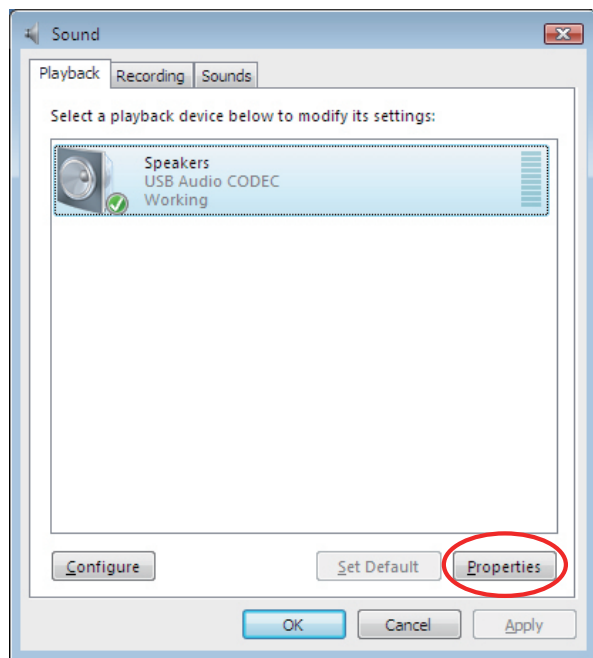 Sound
Playback Recording Sounds
Select a playback device below to modify its settings:
Speakers
USB Audio CODEC
Working
Configure Set Default Properties
OK Cancel Apply